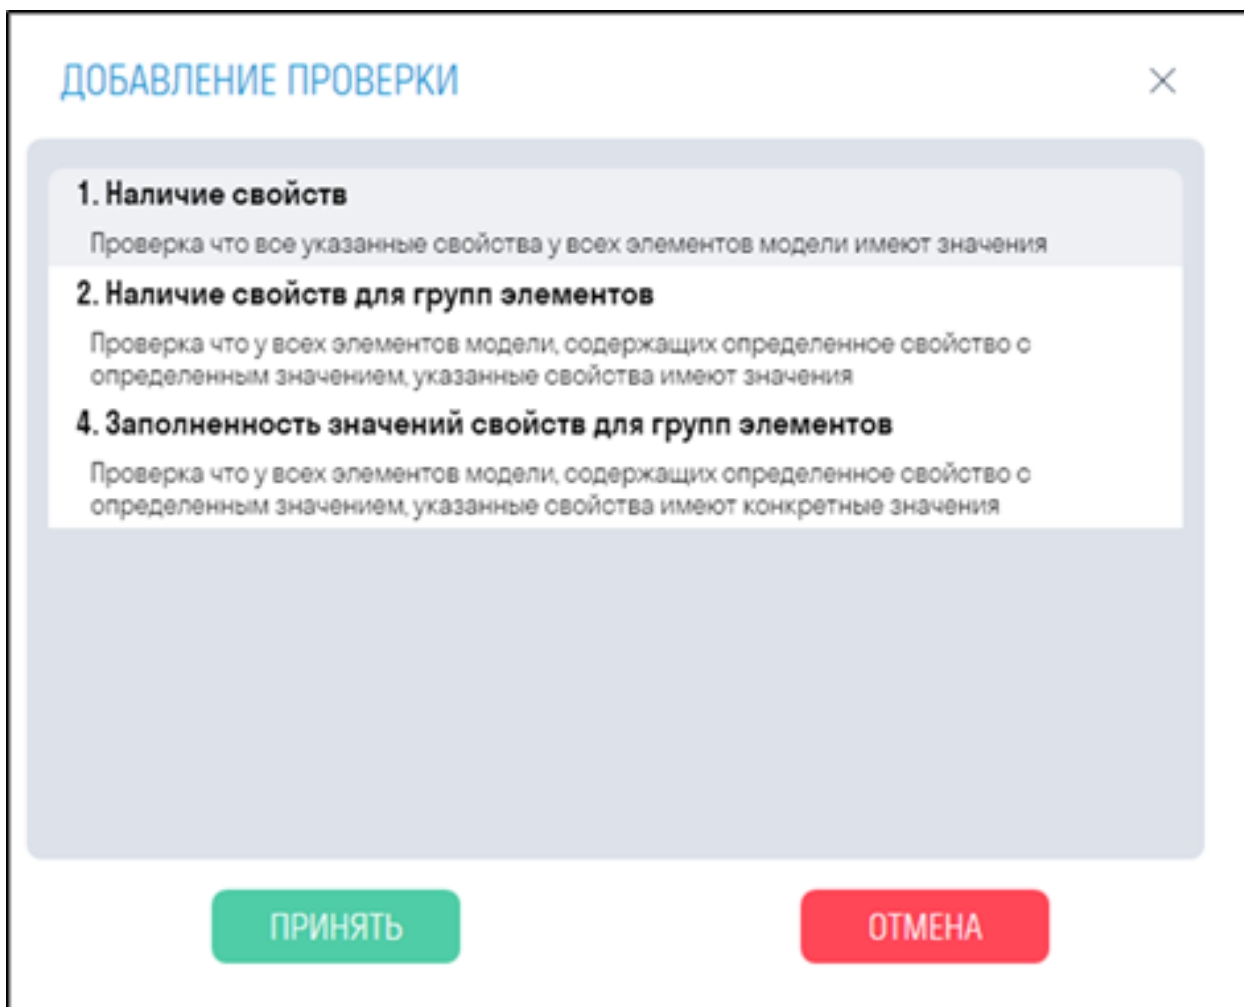 ДОБАВЛЕНИЕ ПРОВЕРКИ
1. Наличие свойств
Проверка что все указанные свойства у всех элементов модели имеют значения
2. Наличие свойств для групп элементов
Проверка что у всех элементов модели, содержащих определенное свойство с
определенным значением, указанные свойства имеют значения
4. Заполненность значений свойств для групп элементов
Проверка что у всех элементов модели, содержащих определенное свойство с
определенным значением, указанные свойства имеют конкретные значения
ПРИНЯТЬ
ОТМЕНА